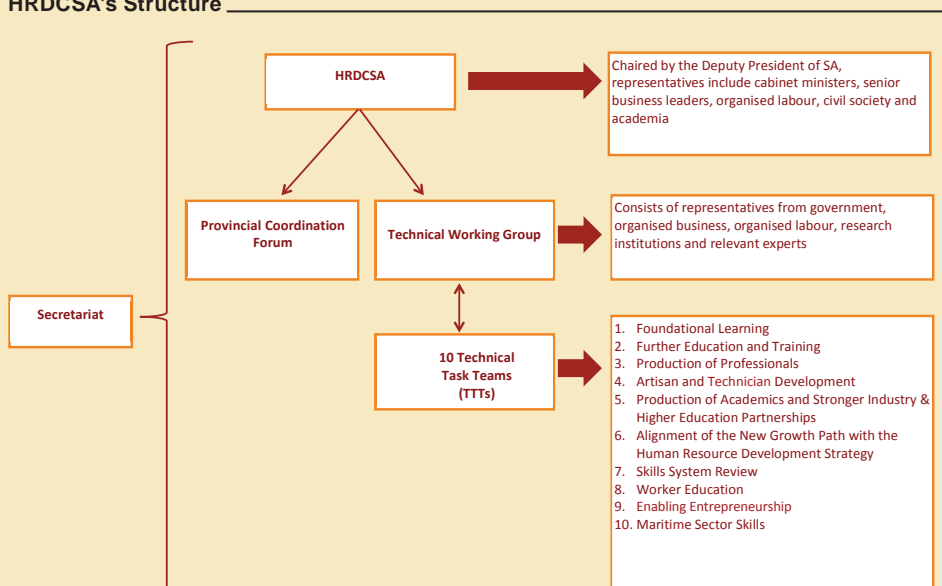 HRDCSA's Structure
HRDCSA
Chaired by the Deputy President of SA,
representatives include cabinet ministers, senior
business leaders, organised labour, civil society and
academia
Provincial Coordination
Forum
Technical Working Group
Consists of representatives from government,
organised business, organised labour, research
institutions and relevant experts
Secretariat
10 Technical
Task Teams
(TTTs)
1. Foundational Learning
2. Further Education and Training
3. Production of Professionals
4. Artisan and Technician Development
5. Production of Academics and Stronger Industry &
Higher Education Partnerships
6. Alignment of the New Growth Path with the
Human Resource Development Strategy
7. Skills System Review
8. Worker Education
9. Enabling Entrepreneurship
10. Maritime Sector Skills